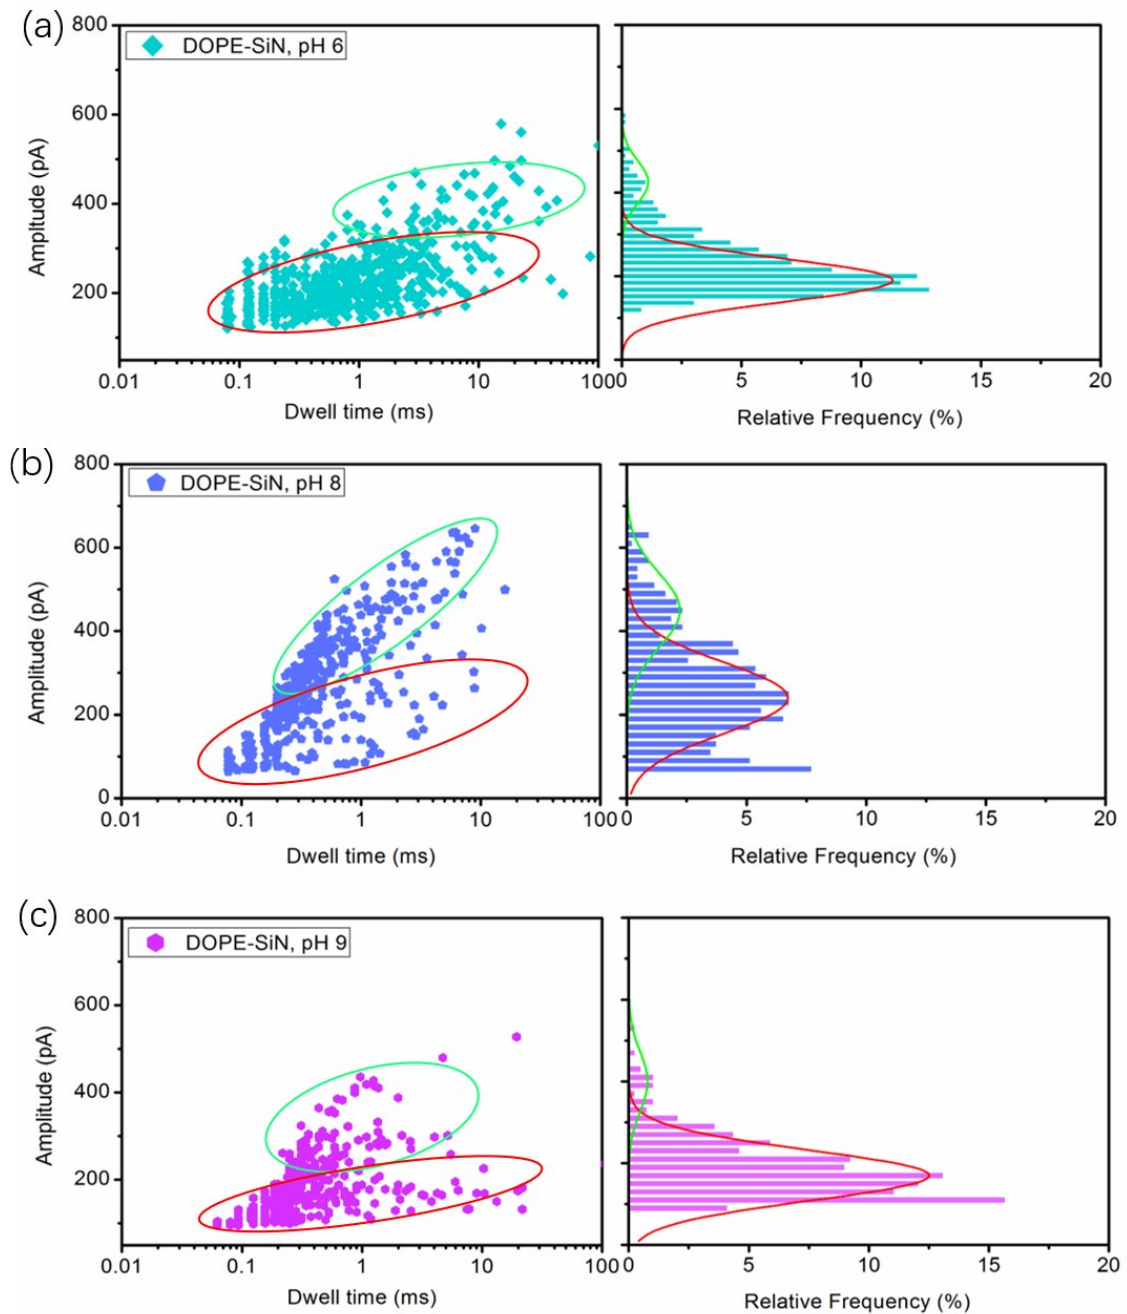 (a)
800
600
400
200
Ampltude (pA)
DOPE-SiN, pH 6
0.01 0.1 1 10 100
Dwell time (ms)
0 5 10 15 20
Relative Frequency (%)
(b)
800
600
400
200
0
Amplitude (pA)
DOPE-SiN, pH 8
0.01 0.1 1 10 100
Dwell time (ms)
0 5 10 15 20
Relative Frequency (%)
(c)
800
600
400
200
Amplitude (pA)
DOPE-SiN, pH 9
0.01 0.1 1 10 100
Dwell time (ms)
0 5 10 15 20
Relative Frequency (%)